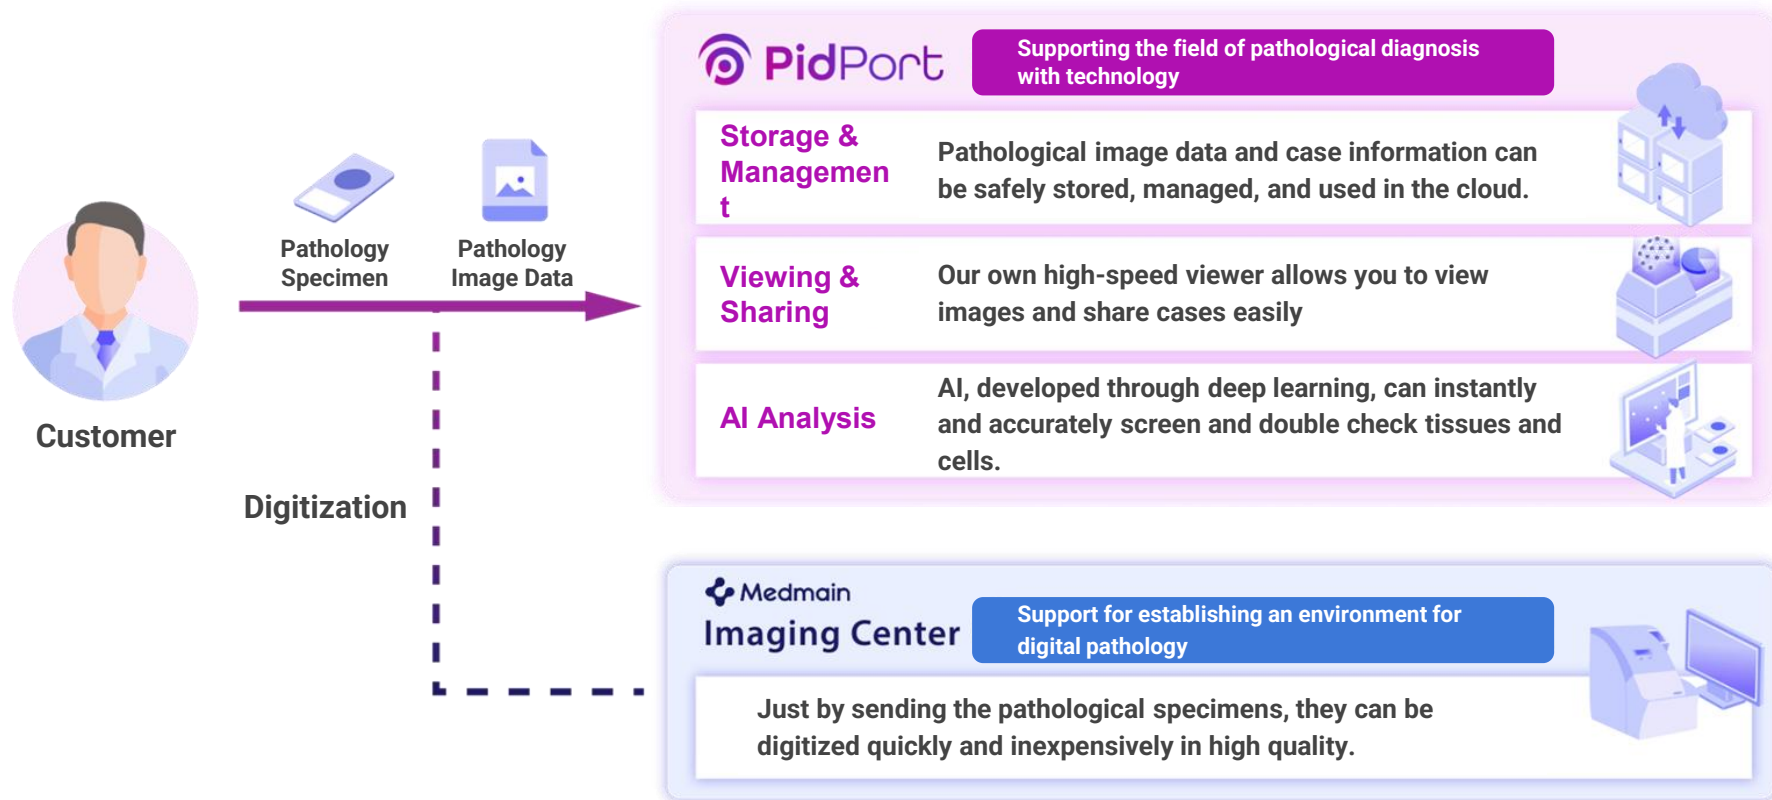 PidPort
Supporting the field of pathological diagnosis
with technology
Storage &
Managemen
t
Pathological image data and case information can
be safely stored, managed, and used in the cloud.
Pathology
Specimen
Pathology
Image Data
Viewing &
Sharing
Our own high-speed viewer allows you to view
images and share cases easily
AI Analysis
AI, developed through deep learning, can instantly
and accurately screen and double check tissues and
cells.
Customer
Digitization
Medmain
Imaging Center
Support for establishing an environment for
digital pathology
Just by sending the pathological specimens, they can be
digitized quickly and inexpensively in high quality.